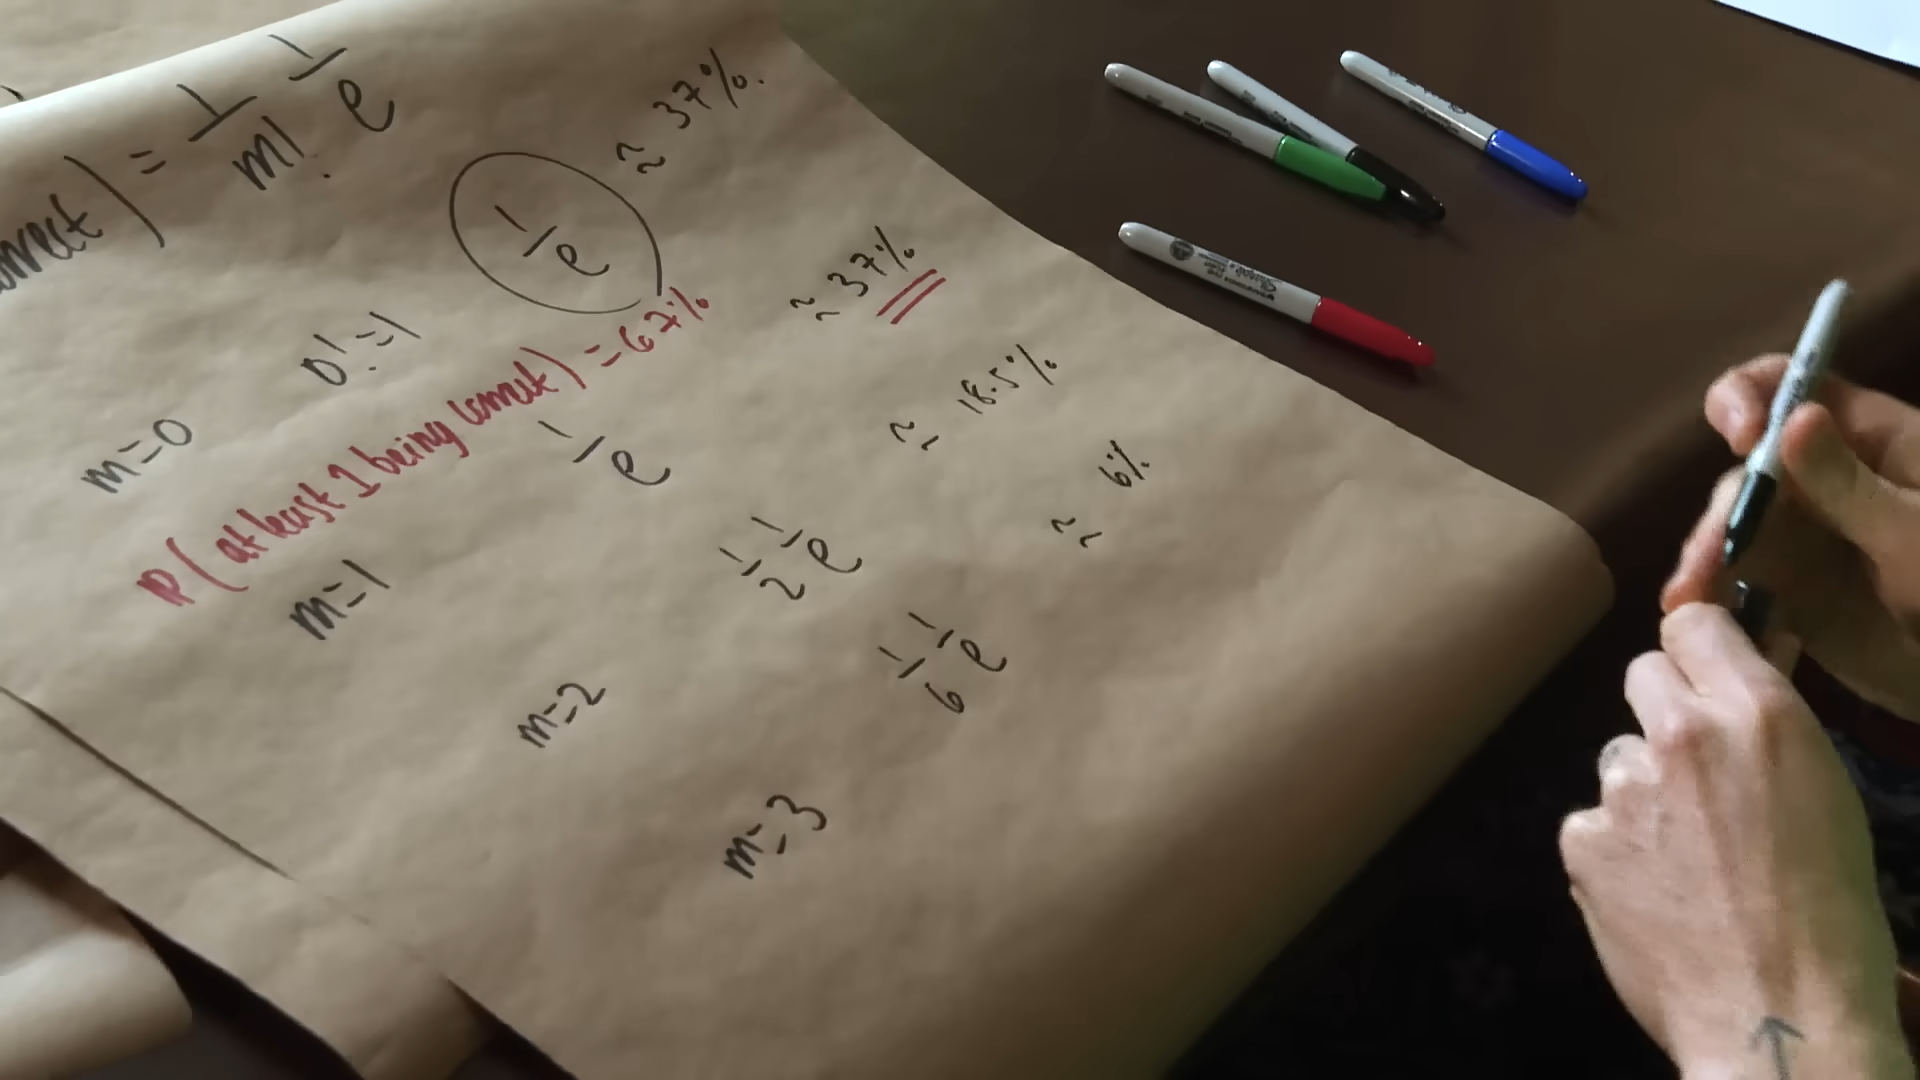 orrect) = 1/m! 1/e
m=0 0!=1 1/e ≈ 37%.
P(at least 1 being correct) = 67%
m=1 1/e ≈ 37%
m=2 1/2 1/e ≈ 18.5%
m=3 1/6 1/e ≈ 6%